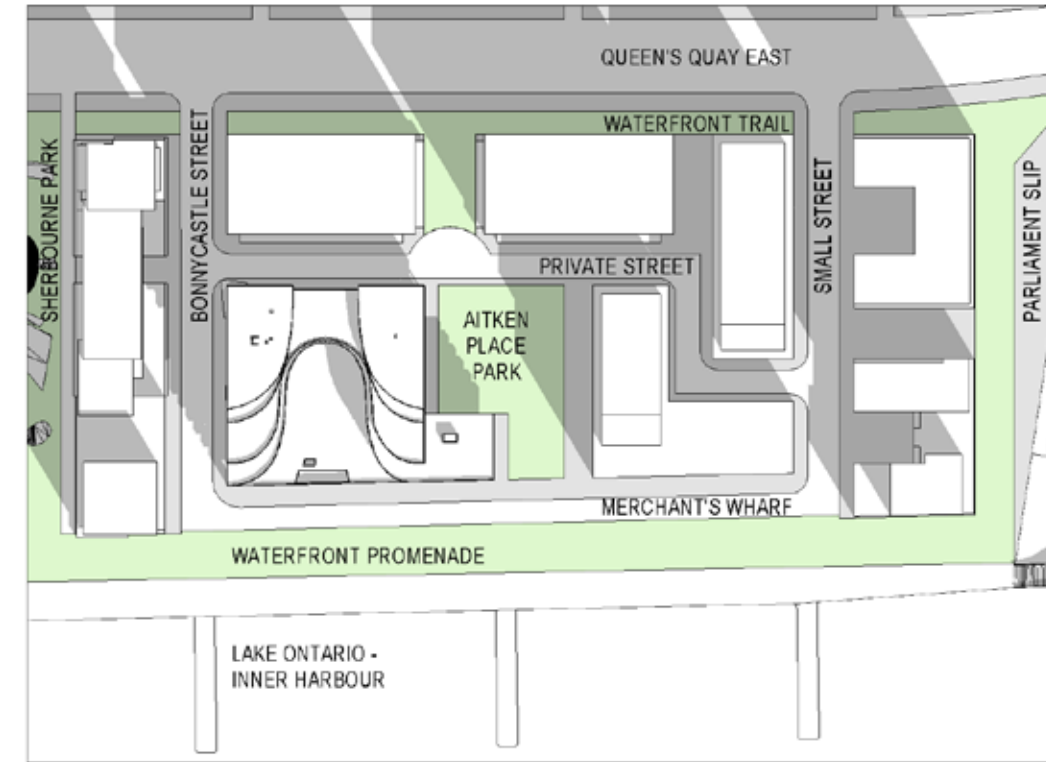 QUEEN'S QUAY EAST
WATERFRONT TRAIL
SHERBOURNE PARK
BONNYCASTLE STREET
SMALL STREET
PARLIAMENT SLIP
PRIVATE STREET
AITKEN
PLACE
PARK
MERCHANT'S WHARF
WATERFRONT PROMENADE
LAKE ONTARIO -
INNER HARBOUR